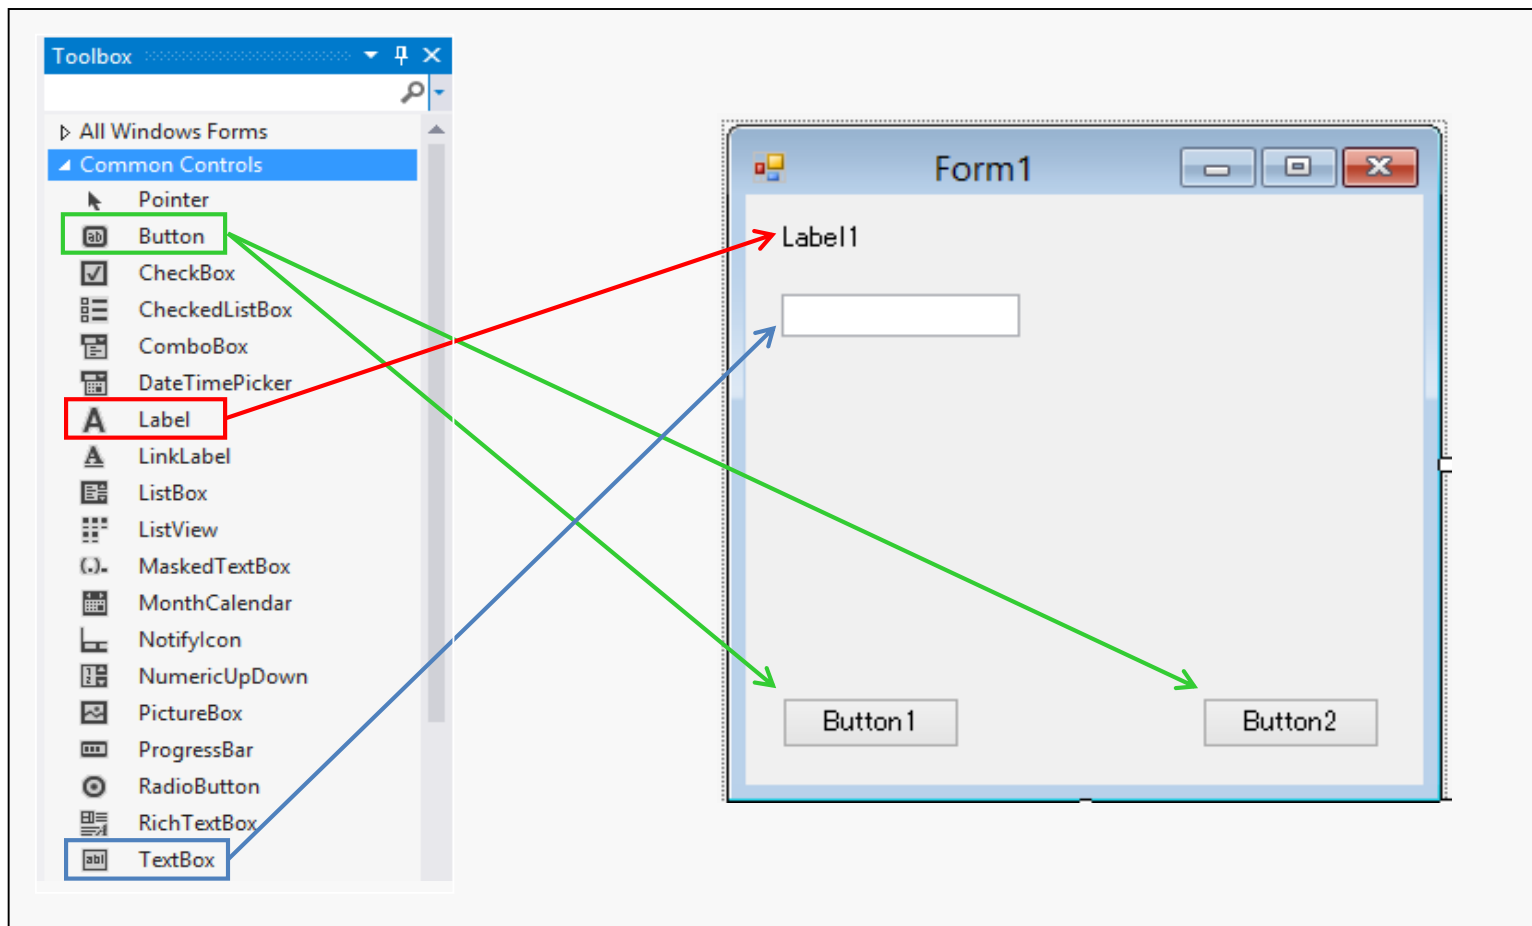 Toolbox
All Windows Forms
Common Controls
Pointer
Button
CheckBox
CheckedListBox
ComboBox
DateTimePicker
Label
LinkLabel
ListBox
ListView
MaskedTextBox
MonthCalendar
NotifyIcon
NumericUpDown
PictureBox
ProgressBar
RadioButton
RichTextBox
TextBox
Form1
Label1
Button1
Button2